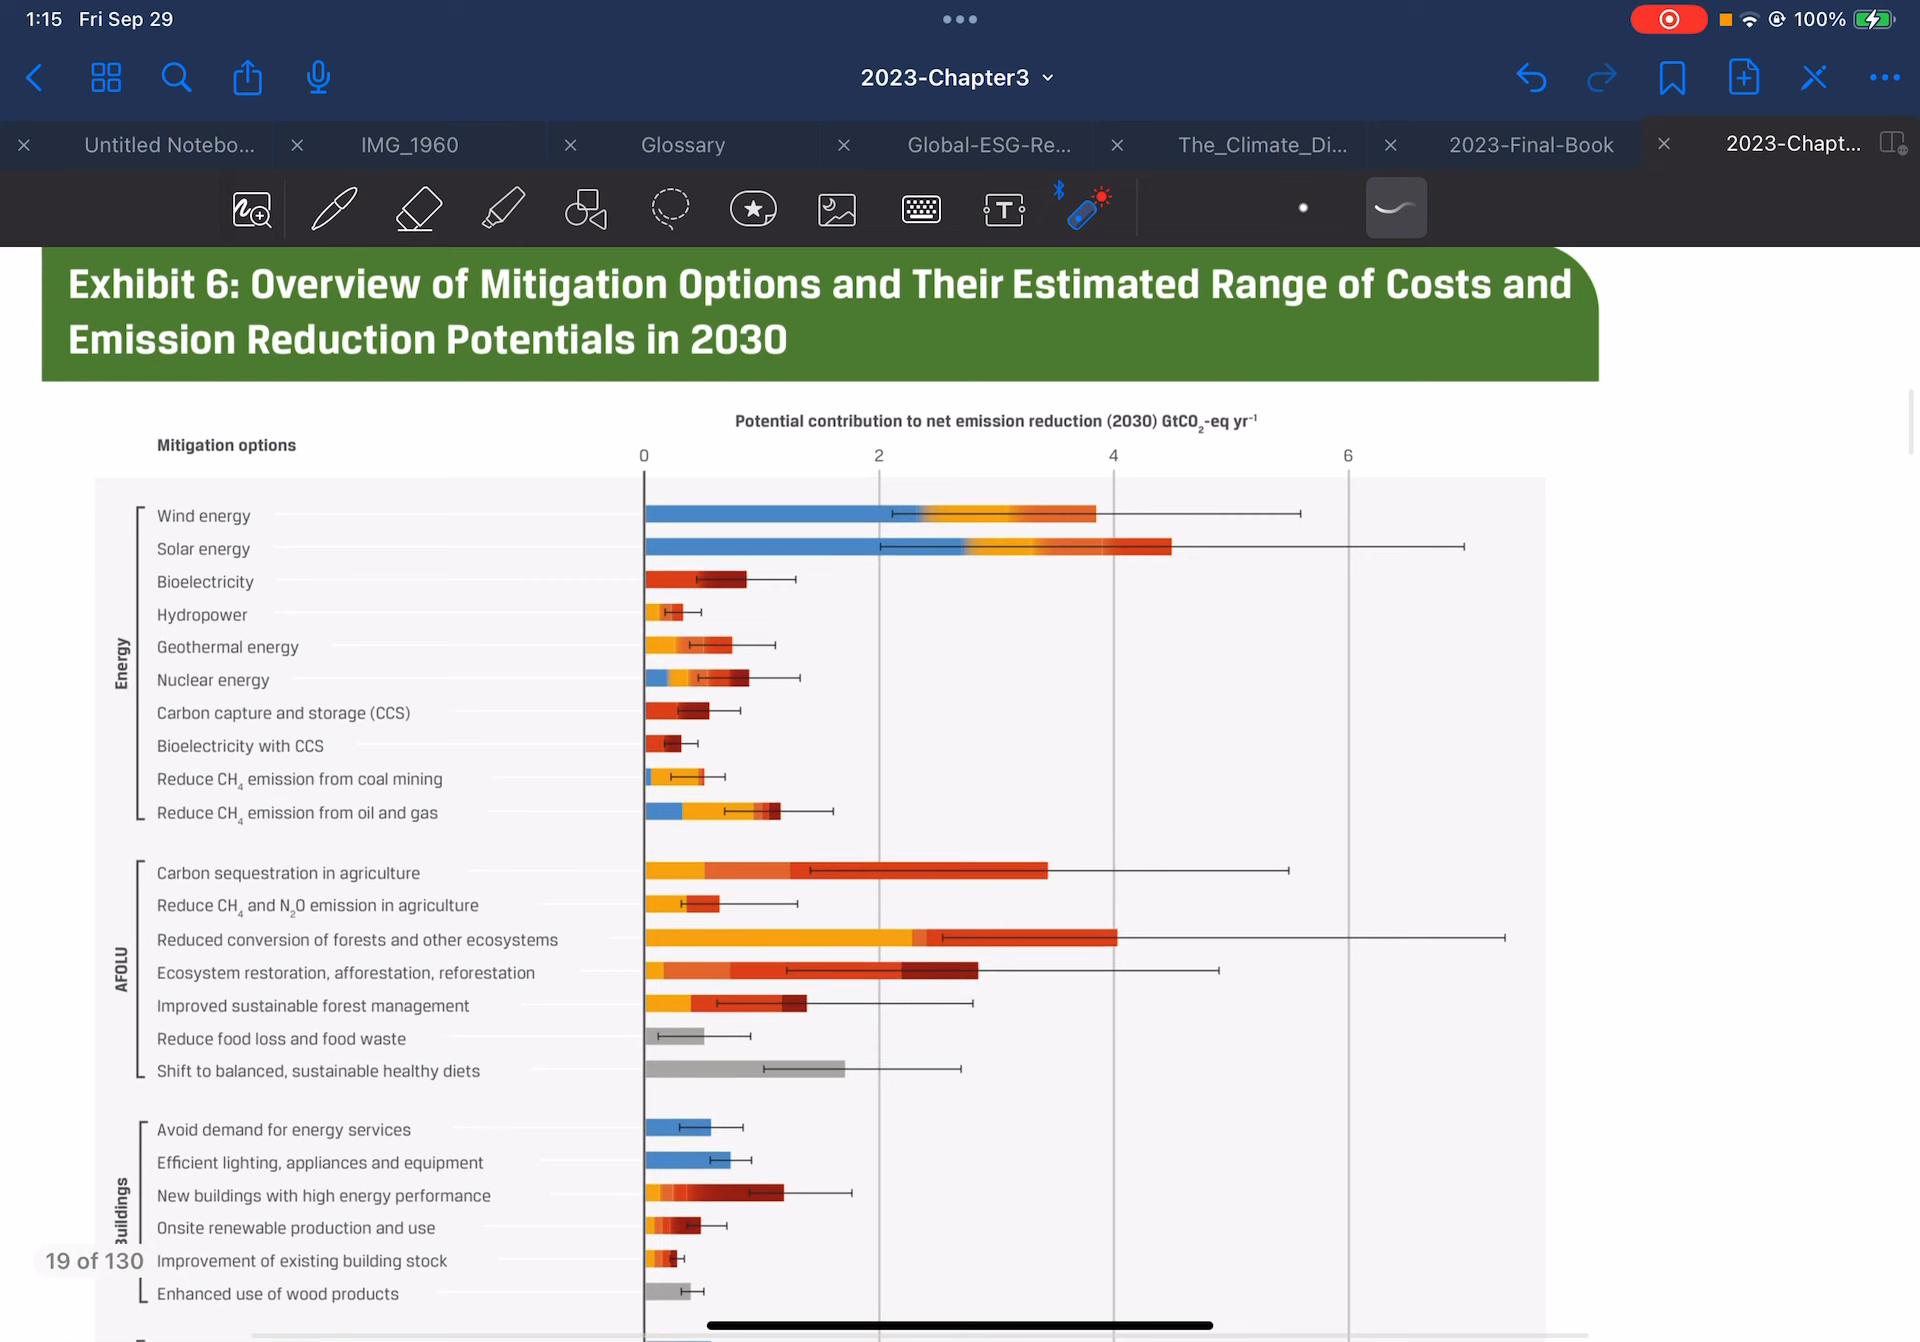 1:15 Fri Sep 29
100%
2023-Chapter3
Untitled Notebo...
IMG_1960
Glossary
Global-ESG-Re...
The_Climate_Di...
2023-Final-Book
2023-Chapt...
Exhibit 6: Overview of Mitigation Options and Their Estimated Range of Costs and
Emission Reduction Potentials in 2030
Potential contribution to net emission reduction (2030) GtCO₂-eq yr⁻¹
Mitigation options
0 2 4 6
Energy
Wind energy
Solar energy
Bioelectricity
Hydropower
Geothermal energy
Nuclear energy
Carbon capture and storage (CCS)
Bioelectricity with CCS
Reduce CH₄ emission from coal mining
Reduce CH₄ emission from oil and gas
AFOLU
Carbon sequestration in agriculture
Reduce CH₄ and N₂O emission in agriculture
Reduced conversion of forests and other ecosystems
Ecosystem restoration, afforestation, reforestation
Improved sustainable forest management
Reduce food loss and food waste
Shift to balanced, sustainable healthy diets
Buildings
Avoid demand for energy services
Efficient lighting, appliances and equipment
New buildings with high energy performance
Onsite renewable production and use
Improvement of existing building stock
Enhanced use of wood products
19 of 130